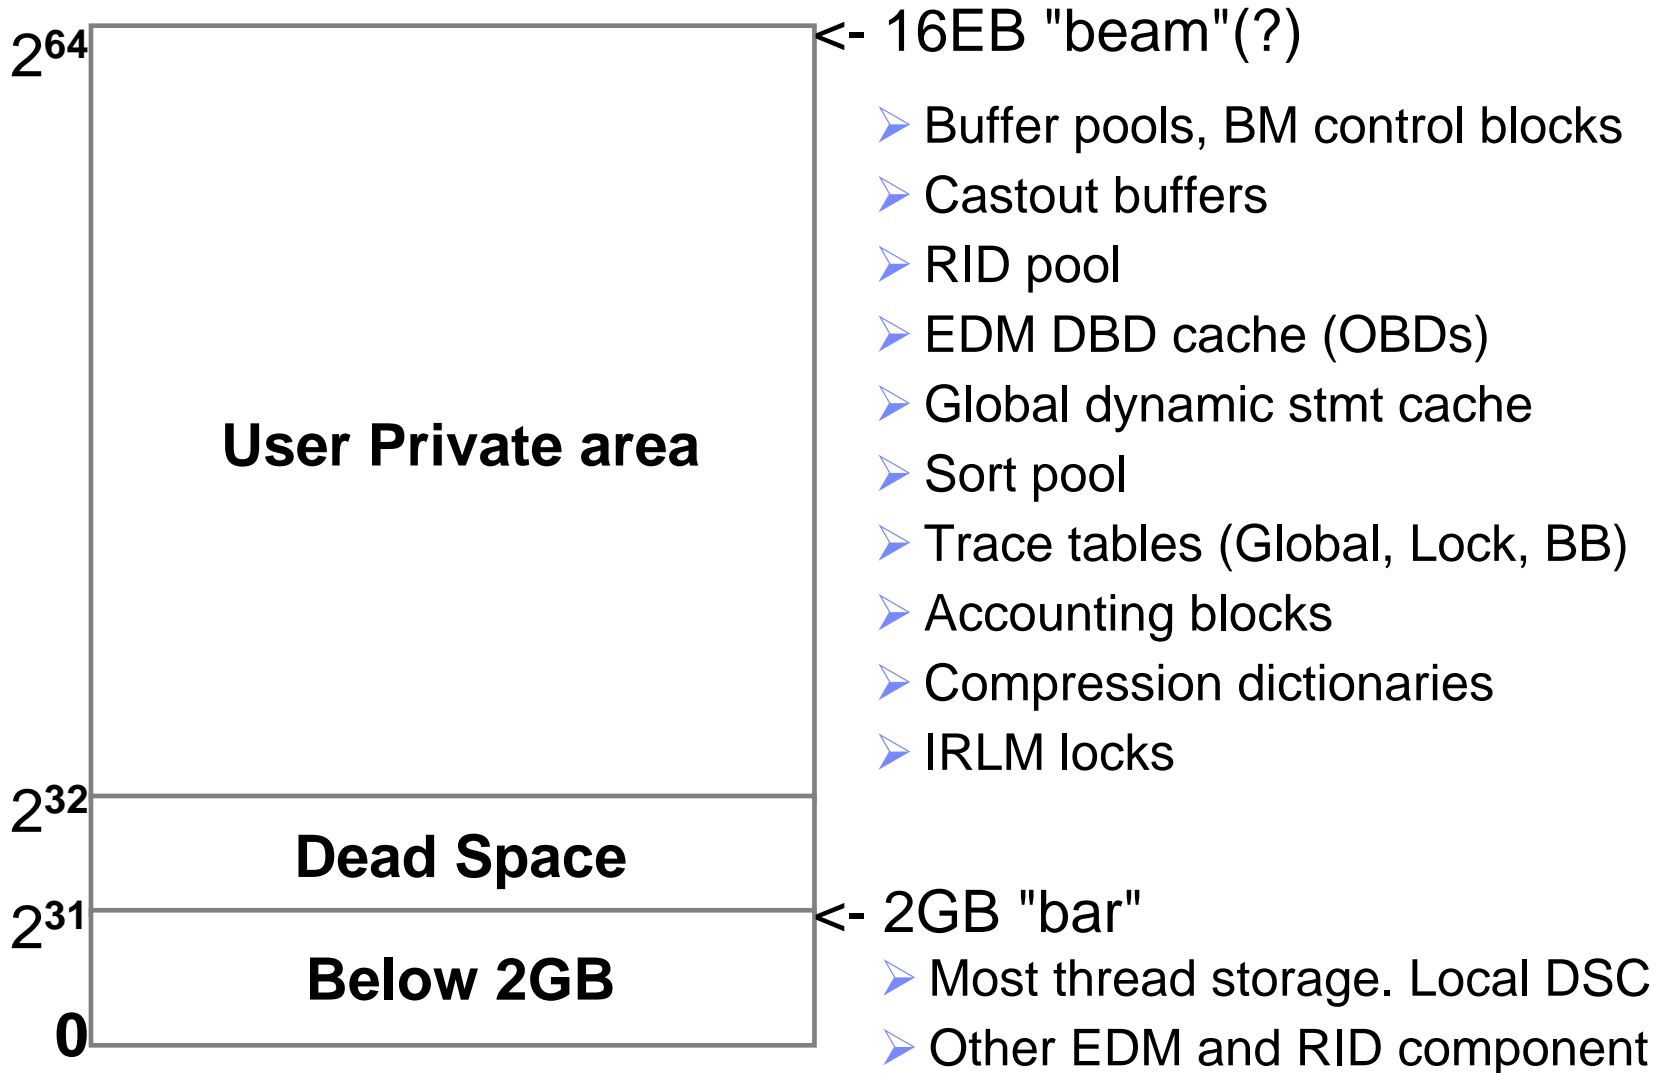 2⁶⁴
<- 16EB "beam"(?)
➢ Buffer pools, BM control blocks
➢ Castout buffers
➢ RID pool
➢ EDM DBD cache (OBDs)
➢ Global dynamic stmt cache
User Private area
➢ Sort pool
➢ Trace tables (Global, Lock, BB)
➢ Accounting blocks
➢ Compression dictionaries
➢ IRLM locks
2³²
Dead Space
2³¹
<- 2GB "bar"
Below 2GB
➢ Most thread storage. Local DSC
➢ Other EDM and RID component
0